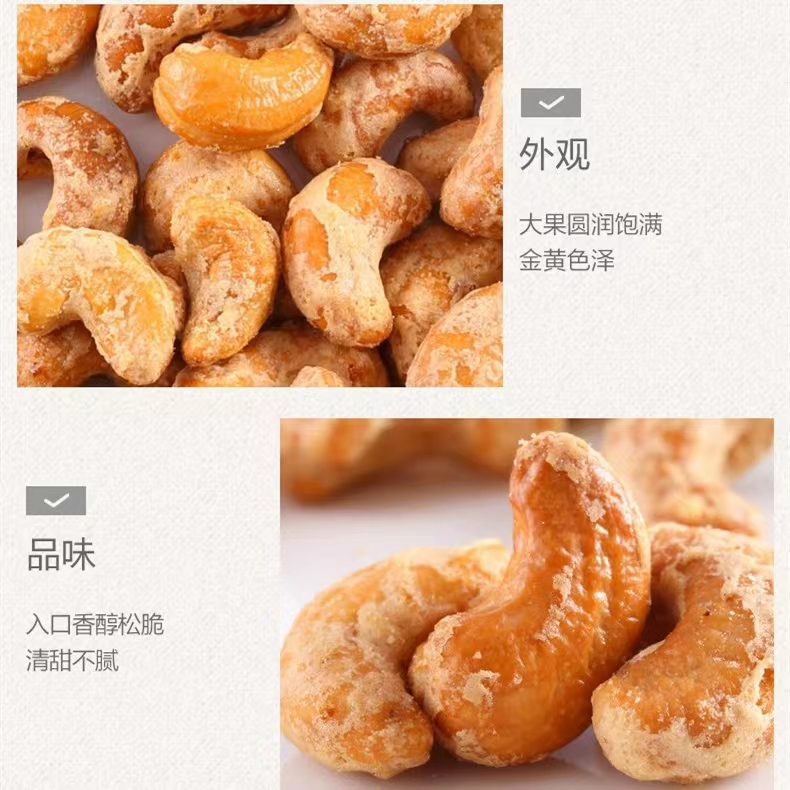 外观
大果圆润饱满
金黄色泽
品味
入口香醇松脆
清甜不腻